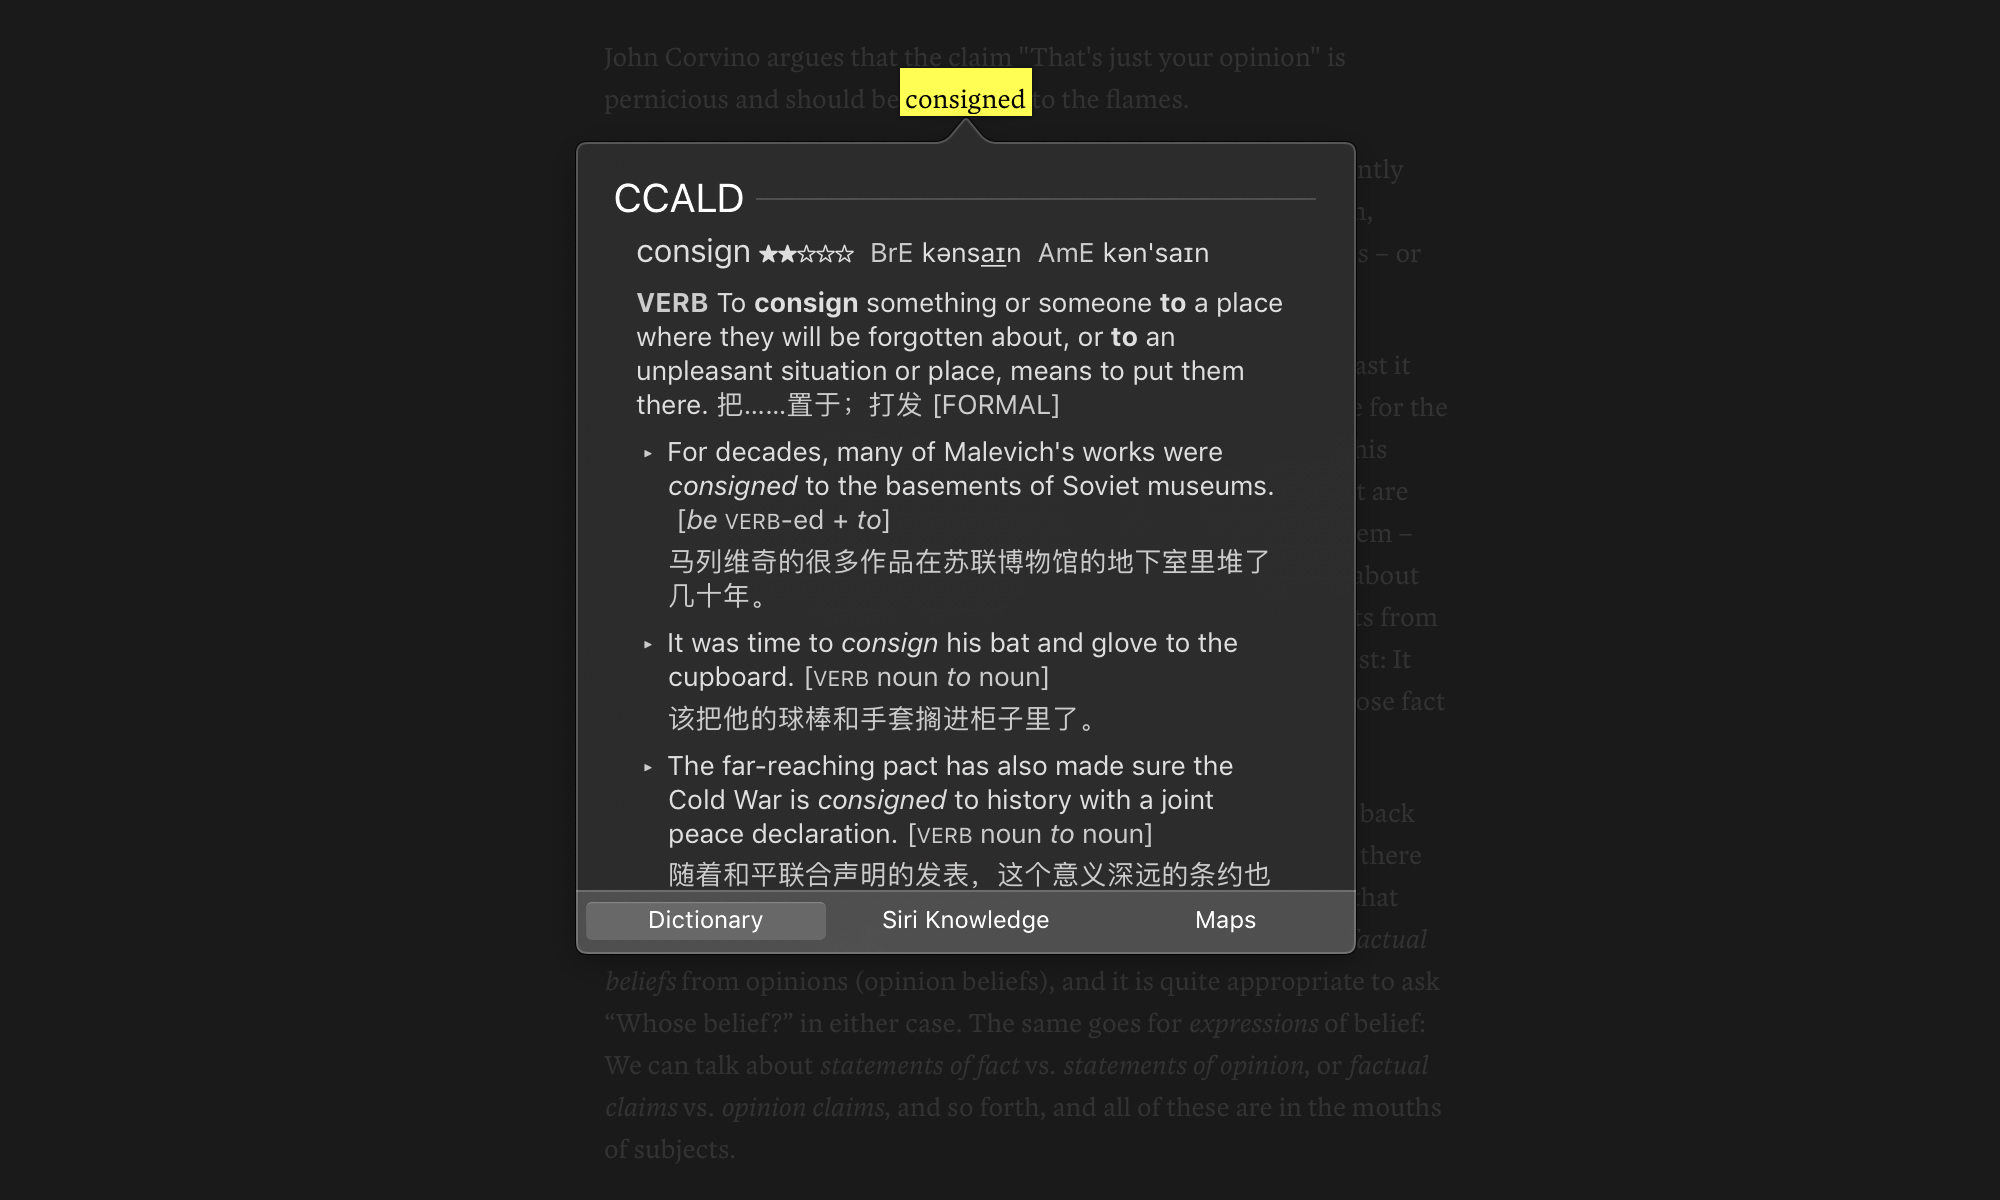 John Corvino argues that the claim "That's just your opinion" is
pernicious and should be consigned to the flames.
ntly
CCALD
n,
consign ★★☆☆☆ BrE kənsaɪn AmE kən'saɪn
s – or
VERB To consign something or someone to a place
where they will be forgotten about, or to an
unpleasant situation or place, means to put them
ast it
there. 把……置于；打发 [FORMAL]
e for the
▸ For decades, many of Malevich's works were
his
consigned to the basements of Soviet museums.
t are
[be VERB-ed + to]
em –
马列维奇的很多作品在苏联博物馆的地下室里堆了
about
几十年。
ts from
▸ It was time to consign his bat and glove to the
st: It
cupboard. [VERB noun to noun]
ose fact
该把他的球棒和手套搁进柜子里了。
▸ The far-reaching pact has also made sure the
Cold War is consigned to history with a joint
back
peace declaration. [VERB noun to noun]
there
随着和平联合声明的发表，这个意义深远的条约也
that
Dictionary Siri Knowledge Maps
factual
beliefs from opinions (opinion beliefs), and it is quite appropriate to ask
“Whose belief?” in either case. The same goes for expressions of belief:
We can talk about statements of fact vs. statements of opinion, or factual
claims vs. opinion claims, and so forth, and all of these are in the mouths
of subjects.